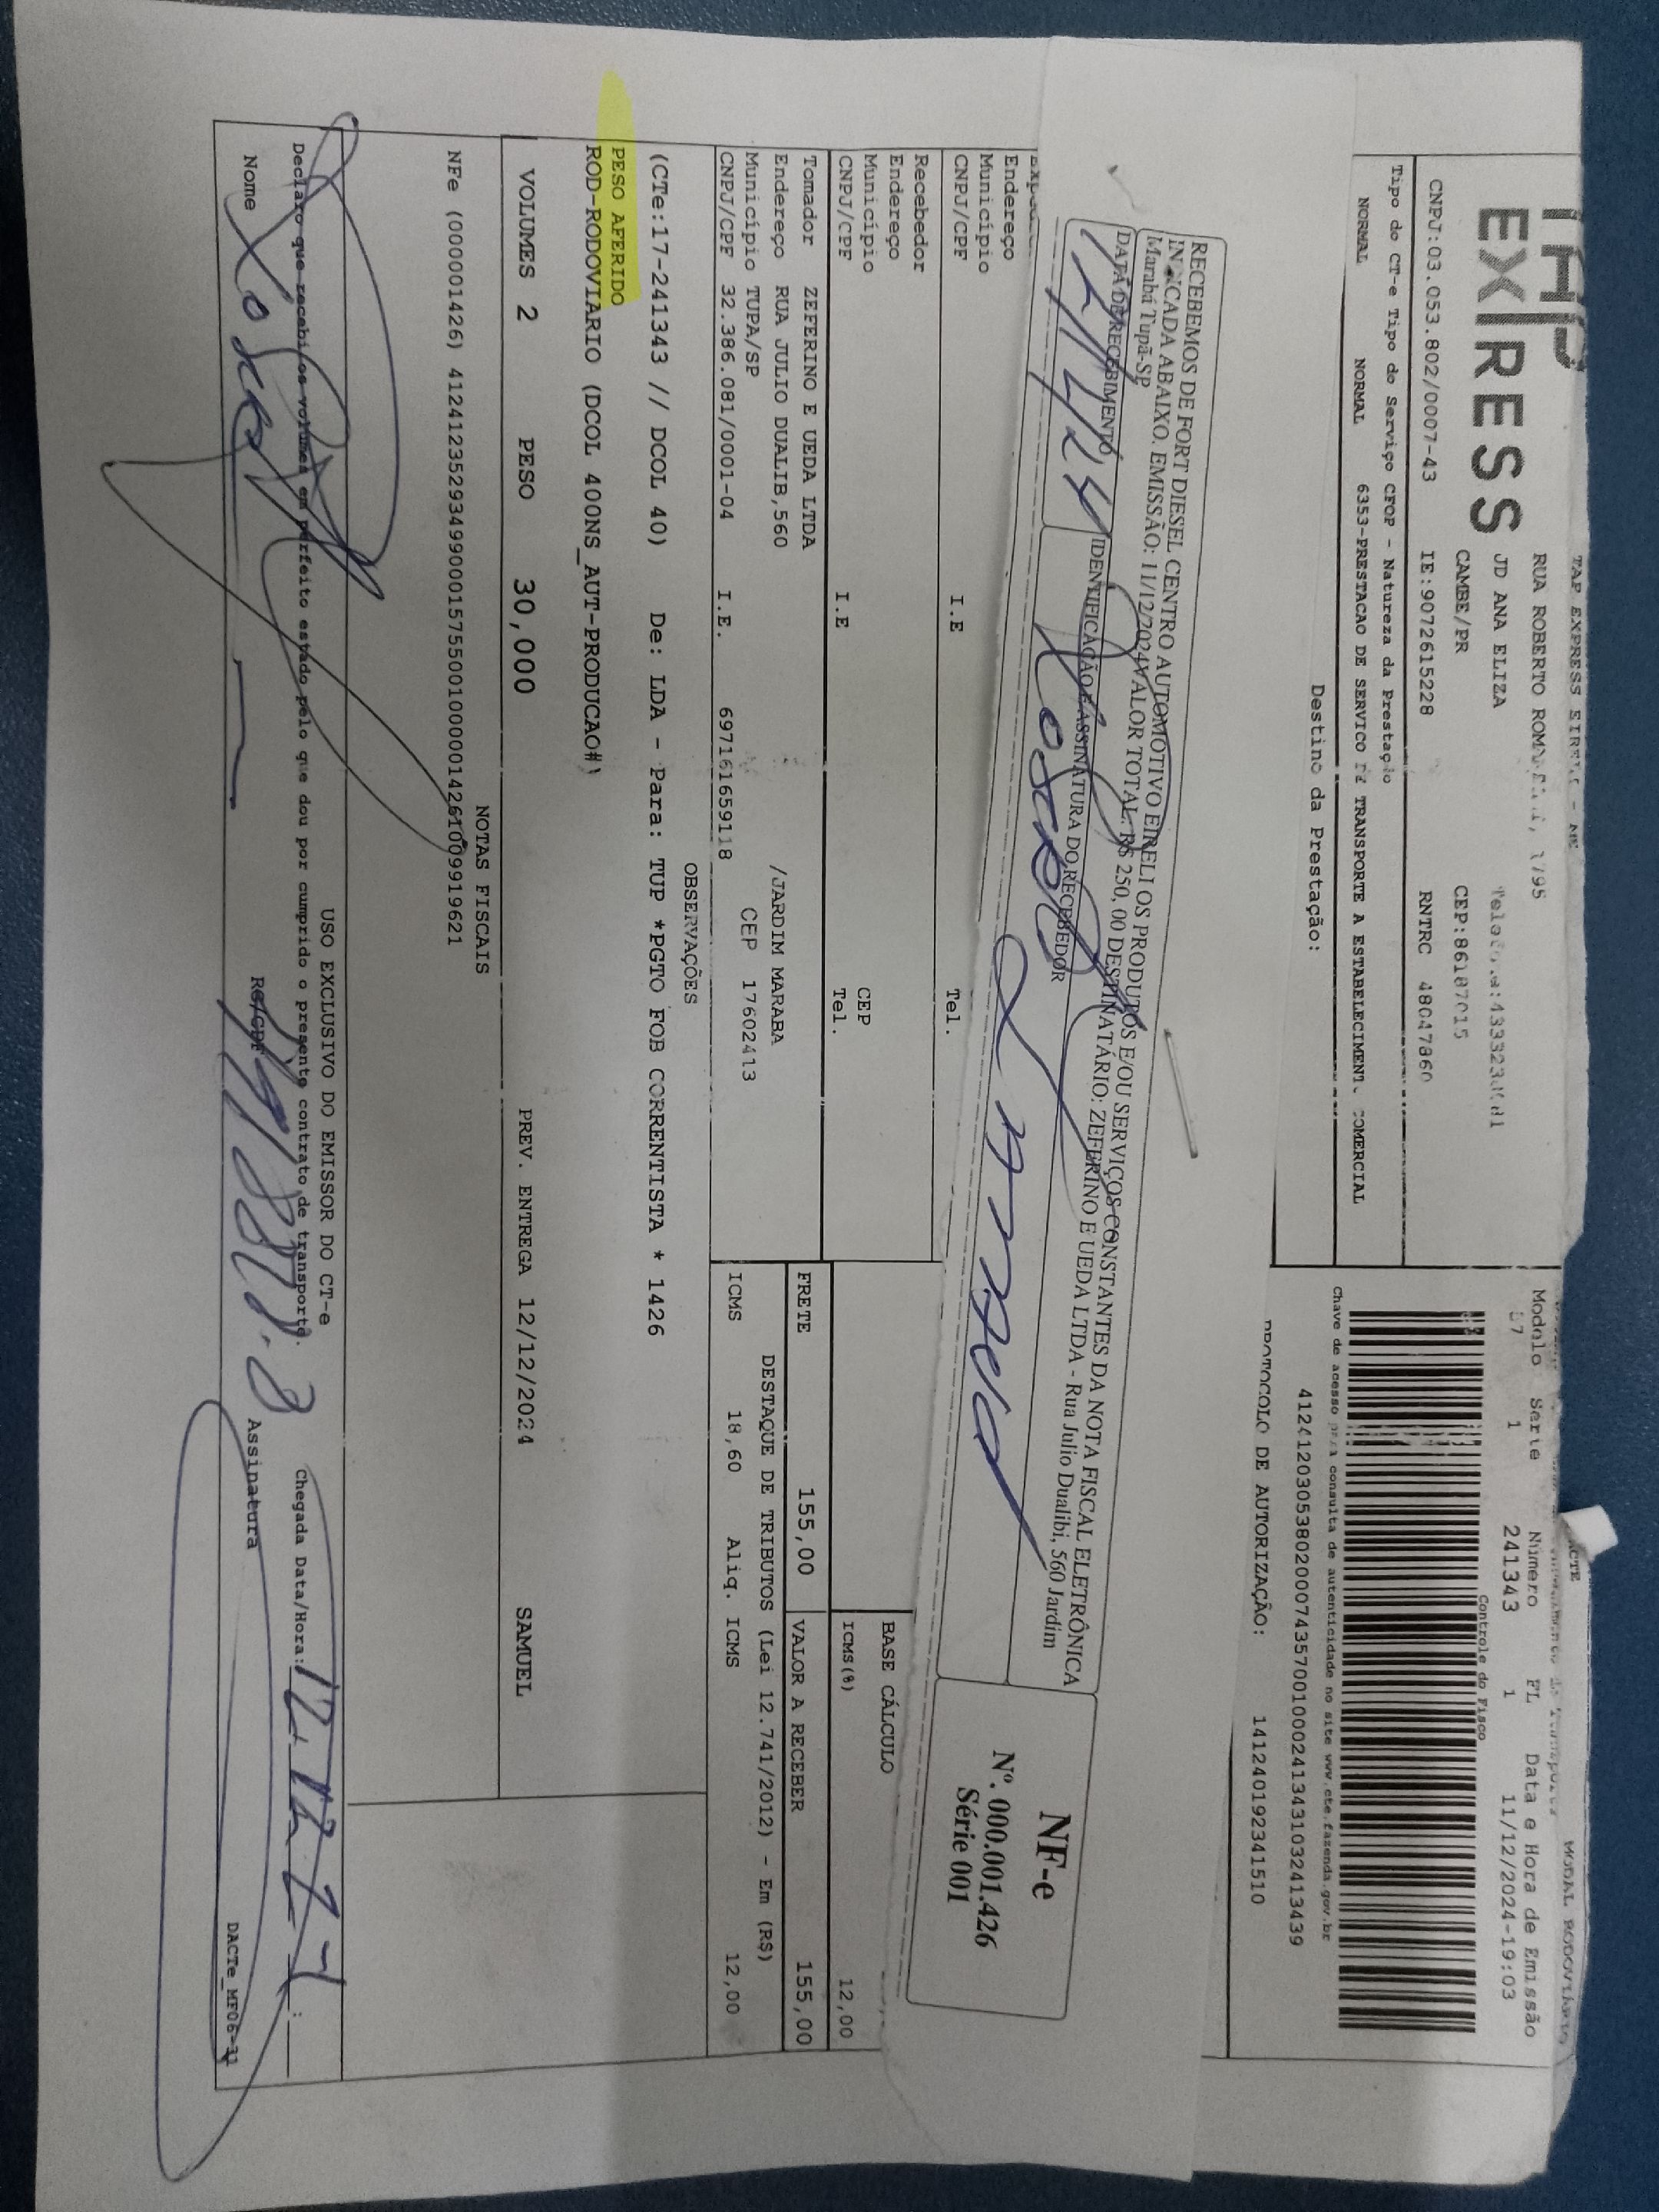 TAP EXPRESS
TAP EXPRESS EIRELI - ME
RUA ROBERTO 1795
JD ANA ELIZA
CAMBE/PR CEP:86187015
CNPJ:03.053.802/0007-43 IE:9072615228 RNTRC 48047860
Tipo do CT-e Tipo do Serviço CFOP - Natureza da Prestação
NORMAL NORMAL 6353-PRESTACAO DE SERVICO DE TRANSPORTE A ESTABELECIMENT. COMERCIAL
Destino da Prestação:
MODAL RODOVIÁRIO
Modelo Serie Número FL Data e Hora de Emissão
57 1 241343 1 11/12/2024-19:03
Controle do Fisco
Chave de acesso para consulta de autenticidade no site www.cte.fazenda.gov.br
41241203053802000743570010002413431032413439
PROTOCOLO DE AUTORIZAÇÃO: 141240192341510
RECEBEMOS DE FORT DIESEL CENTRO AUTOMOTIVO EIRELI OS PRODUTOS E/OU SERVIÇOS CONSTANTES DA NOTA FISCAL ELETRÔNICA
INDICADA ABAIXO. EMISSÃO: 11/12/2024 VALOR TOTAL: R$ 250,00 DESTINATÁRIO: ZEFERINO E UEDA LTDA - Rua Julio Dualibi, 560 Jardim
Marabá Tupã-SP
DATA DE RECEBIMENTO IDENTIFICAÇÃO E ASSINATURA DO RECEBEDOR
NF-e
Nº. 000.001.426
Série 001
Endereço
Município
CNPJ/CPF I.E Tel.
Recebedor
Endereço
Município CEP
CNPJ/CPF I.E Tel.
BASE CÁLCULO
ICMS(%) 12,00
Tomador ZEFERINO E UEDA LTDA
Endereço RUA JULIO DUALIB,560 /JARDIM MARABA
Município TUPA/SP CEP 17602413
CNPJ/CPF 32.386.081/0001-04 I.E. 697161659118
FRETE 155,00 VALOR A RECEBER 155,00
DESTAQUE DE TRIBUTOS (Lei 12.741/2012) - Em (R$)
ICMS 18,60 Aliq. ICMS 12,00
OBSERVAÇÕES
(CTe:17-241343 // DCOL 40) De: LDA - Para: TUP *PGTO FOB CORRENTISTA * 1426
PESO AFERIDO
ROD-RODOVIARIO (DCOL 400NS_AUT-PRODUCAO#)
VOLUMES 2 PESO 30,000 PREV. ENTREGA 12/12/2024 SAMUEL
NOTAS FISCAIS
NFe (000001426) 41241235293499000157550010000014261009919621
USO EXCLUSIVO DO EMISSOR DO CT-e
Declaro que recebi os volumes em perfeito estado pelo que dou por cumprido o presente contrato de transporte. Chegada Data/Hora:
Nome RG/CPF Assinatura
DACTe_MF06-